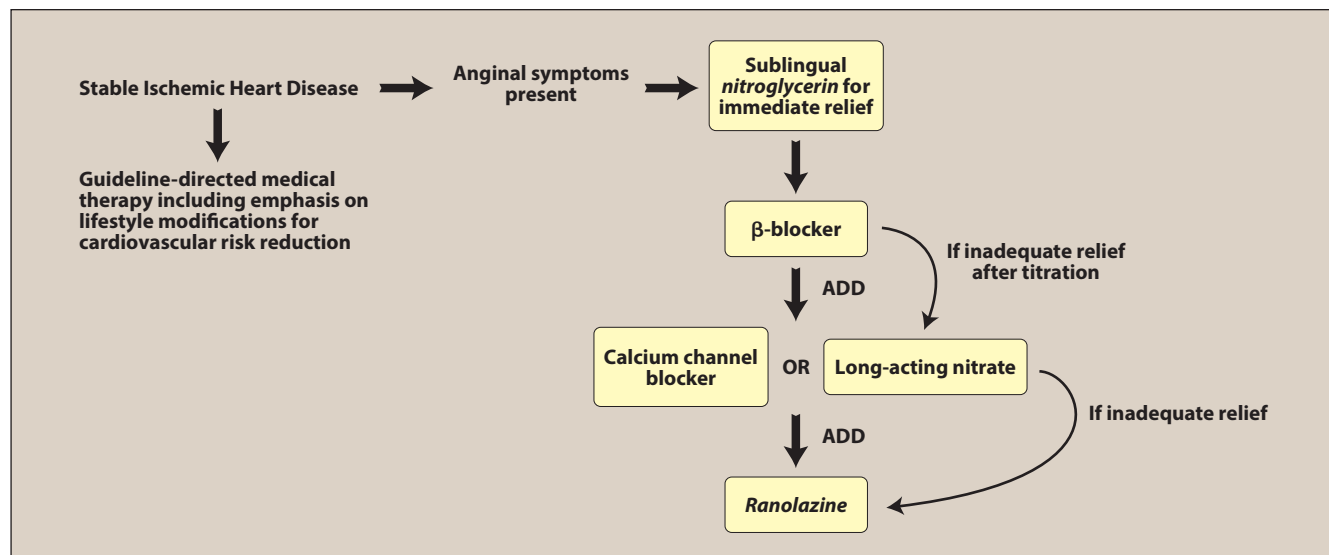 Stable Ischemic Heart Disease
Anginal symptoms
present
Sublingual
nitroglycerin for
immediate relief
Guideline-directed medical
therapy including emphasis on
lifestyle modifications for
cardiovascular risk reduction
β-blocker
If inadequate relief
after titration
ADD
Calcium channel
blocker
OR
Long-acting nitrate
If inadequate relief
ADD
Ranolazine